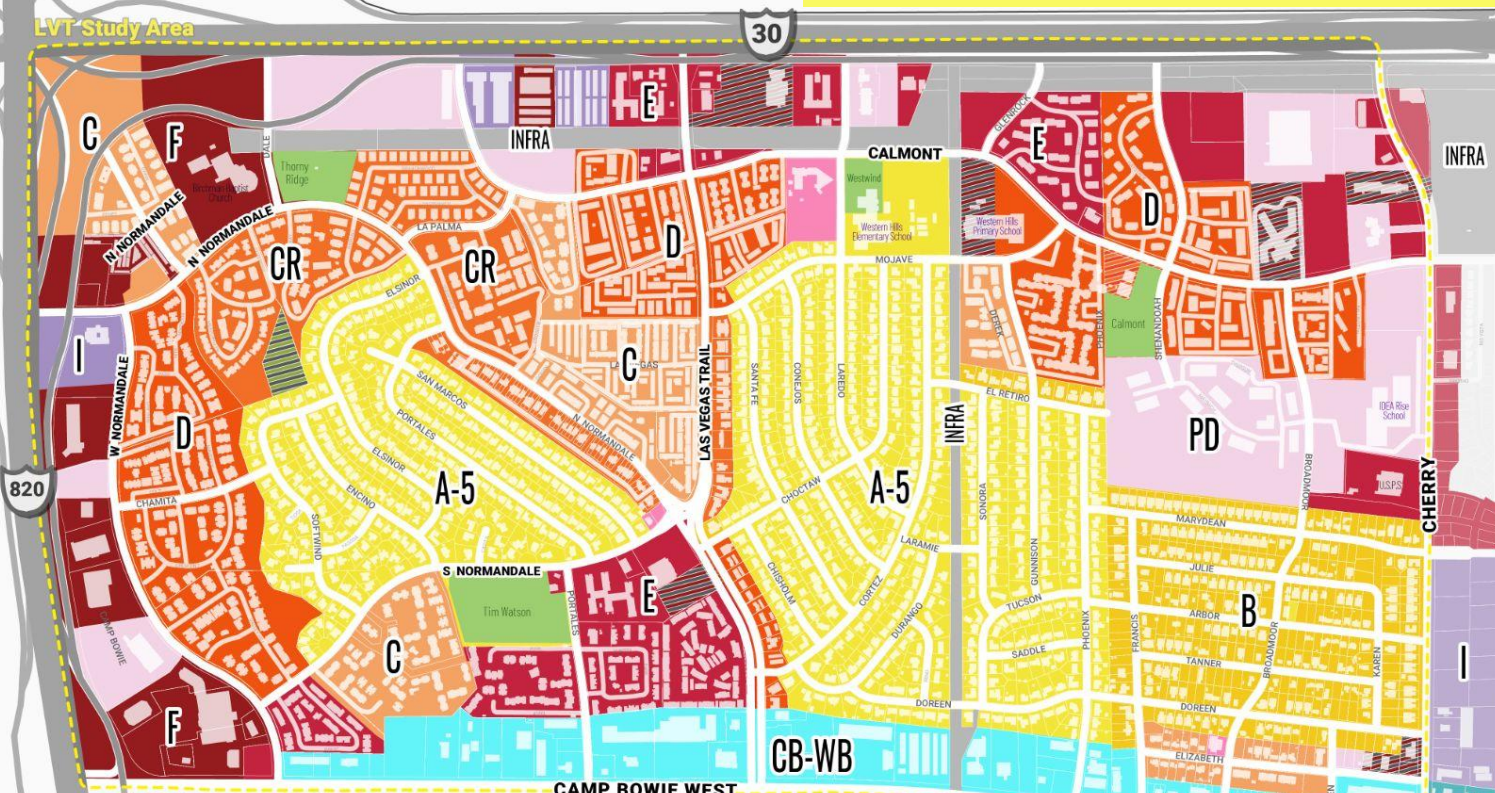 LVT Study Area
30
C
F
E
INFRA
CALMONT
E
INFRA
DALE
GLENROCK
Thorny
Ridge
Birchman Baptist
Church
Westwind
Western Hills
Elementary School
Western Hills
Primary School
N NORMANDALE
N NORMANDALE
LA PALMA
CR
CR
D
D
MOJAVE
ELSINOR
I
W NORMANDALE
C
LAS VEGAS TRAIL
SANTA FE
CONEJOS
LAREDO
DEREK
PHOENIX
Calmont
SHENANDOAH
SAN MARCOS
PORTALES
N NORMANDALE
EL RETIRO
INFRA
PD
IDEA Rise
School
D
ELSINOR
A-5
A-5
BROADMOOR
U.S.P.S
CHERRY
820
CHAMITA
ENCINO
SOFTWIND
CHOCTAW
SONORA
MARYDEAN
LARAMIE
GUNNISON
JULIE
S NORMANDALE
Tim Watson
PORTALES
E
CHISHOLM
CORTEZ
DURANGO
TUCSON
PHOENIX
FRANCIS
ARBOR
B
BROADMOOR
KAREN
CAMP BOWIE
C
SADDLE
TANNER
I
F
DOREEN
DOREEN
CB-WB
ELIZABETH
CAMP BOWIE WEST